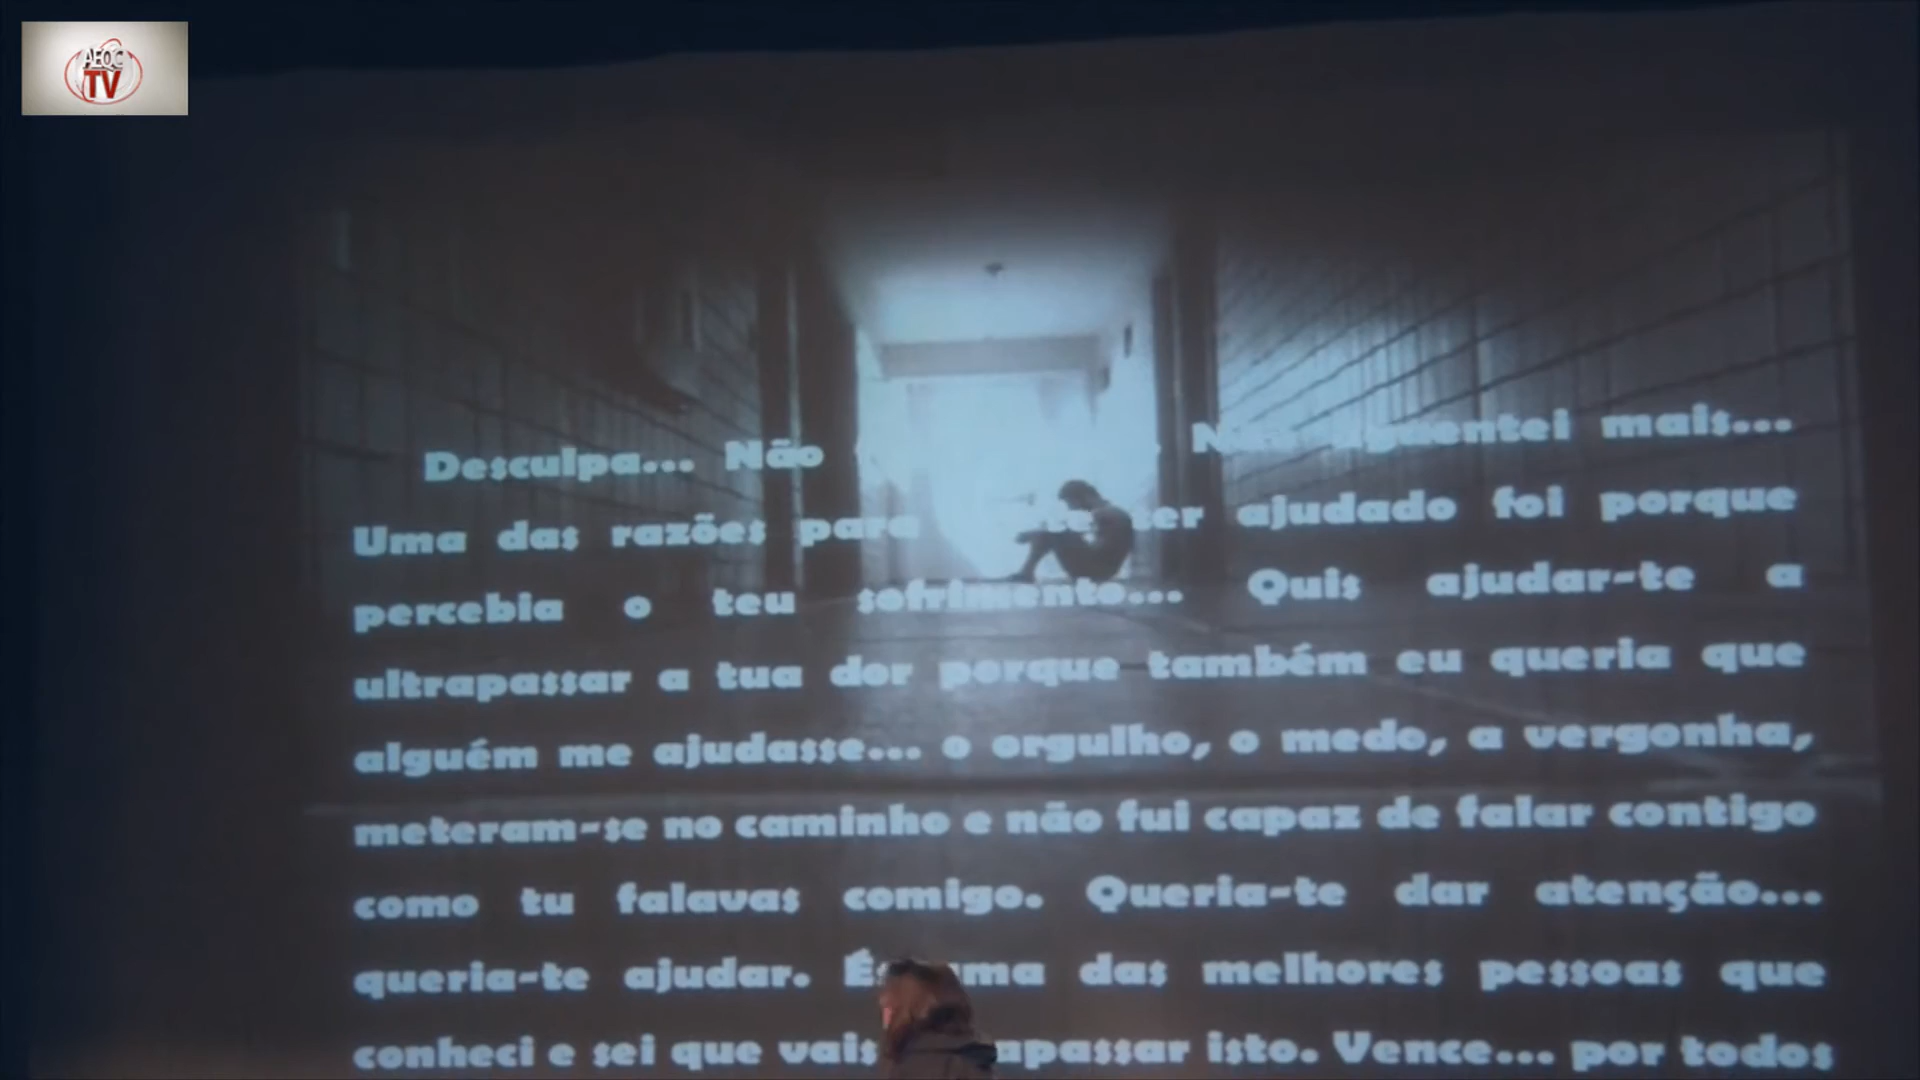 AEQC
TV
Desculpa... Não mais...
Uma das razões para te ter ajudado foi porque
percebia o teu sofrimento... Quis ajudar-te a
ultrapassar a tua dor porque também eu queria que
alguém me ajudasse... o orgulho, o medo, a vergonha,
meteram-se no caminho e não fui capaz de falar contigo
como tu falavas comigo. Queria-te dar atenção...
queria-te ajudar. És uma das melhores pessoas que
conheci e sei que vais isto. Vence... por todos